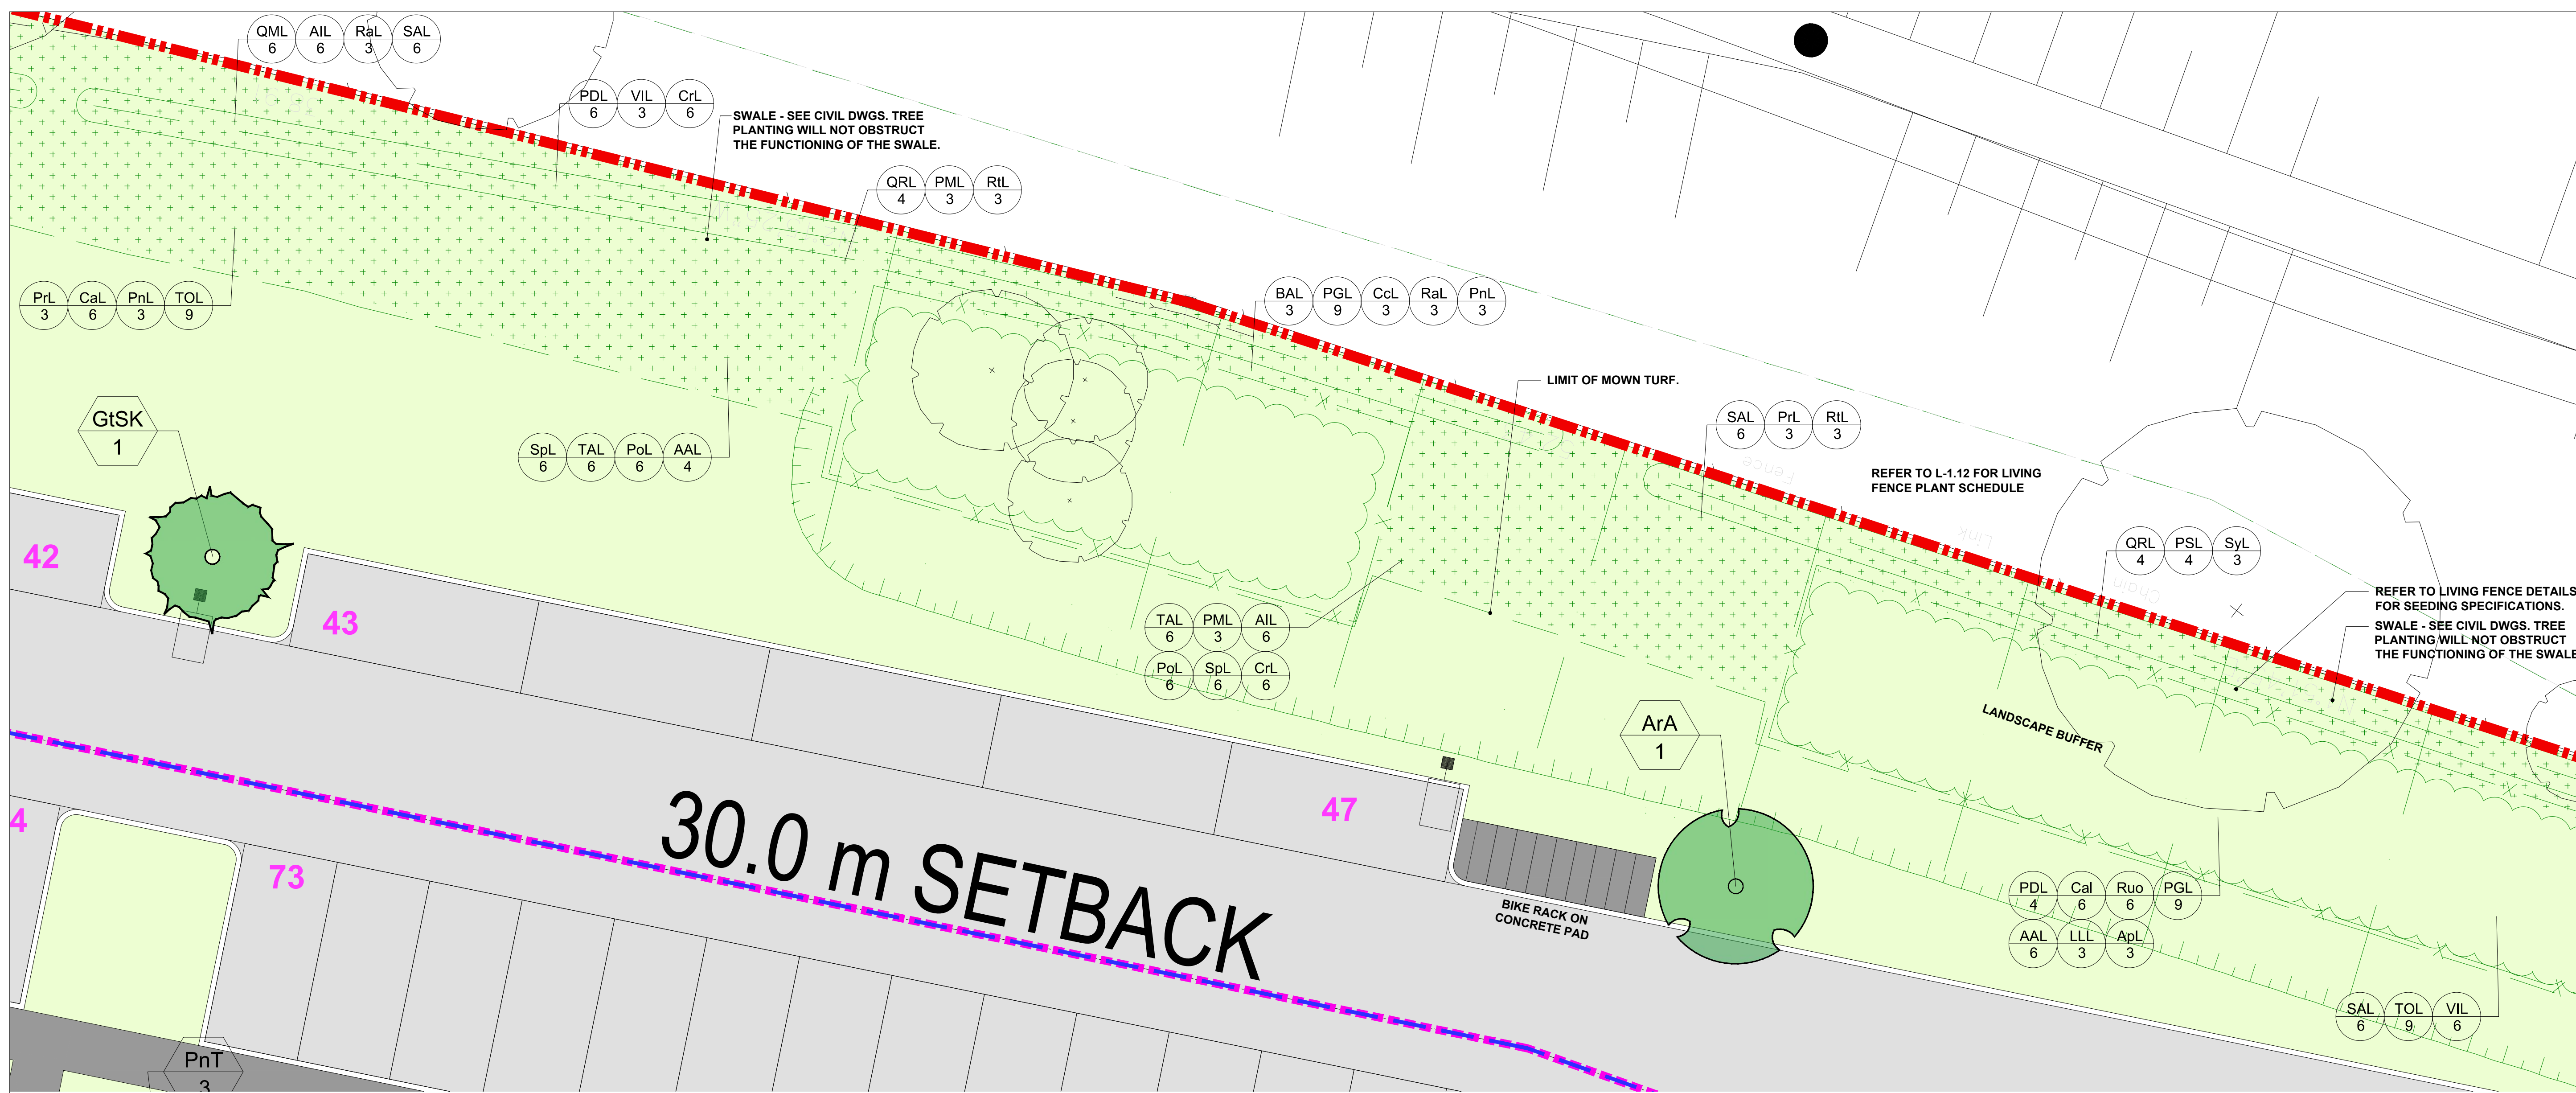 QML AIL RaL SAL
6 6 3 6
PDL VIL CrL
6 3 6
SWALE - SEE CIVIL DWGS. TREE
PLANTING WILL NOT OBSTRUCT
THE FUNCTIONING OF THE SWALE.
QRL PML RtL
4 3 3
PrL CaL PnL TOL
3 6 3 9
BAL PGL CcL RaL PnL
3 9 3 3 3
LIMIT OF MOWN TURF.
GtSK
1
SpL TAL PoL AAL
6 6 6 4
SAL PrL RtL
6 3 3
Fence
REFER TO L-1.12 FOR LIVING
FENCE PLANT SCHEDULE
Link
QRL PSL SyL
4 4 3
Chain
42
43
REFER TO LIVING FENCE DETAILS
FOR SEEDING SPECIFICATIONS.
SWALE - SEE CIVIL DWGS. TREE
PLANTING WILL NOT OBSTRUCT
THE FUNCTIONING OF THE SWALE
TAL PML AIL
6 3 6
PoL SpL CrL
6 6 6
ArA
1
LANDSCAPE BUFFER
47
4
73
30.0 m SETBACK
BIKE RACK ON
CONCRETE PAD
PDL Cal Ruo PGL
4 6 6 9
AAL LLL ApL
6 3 3
SAL TOL VIL
6 9 6
PnT
3